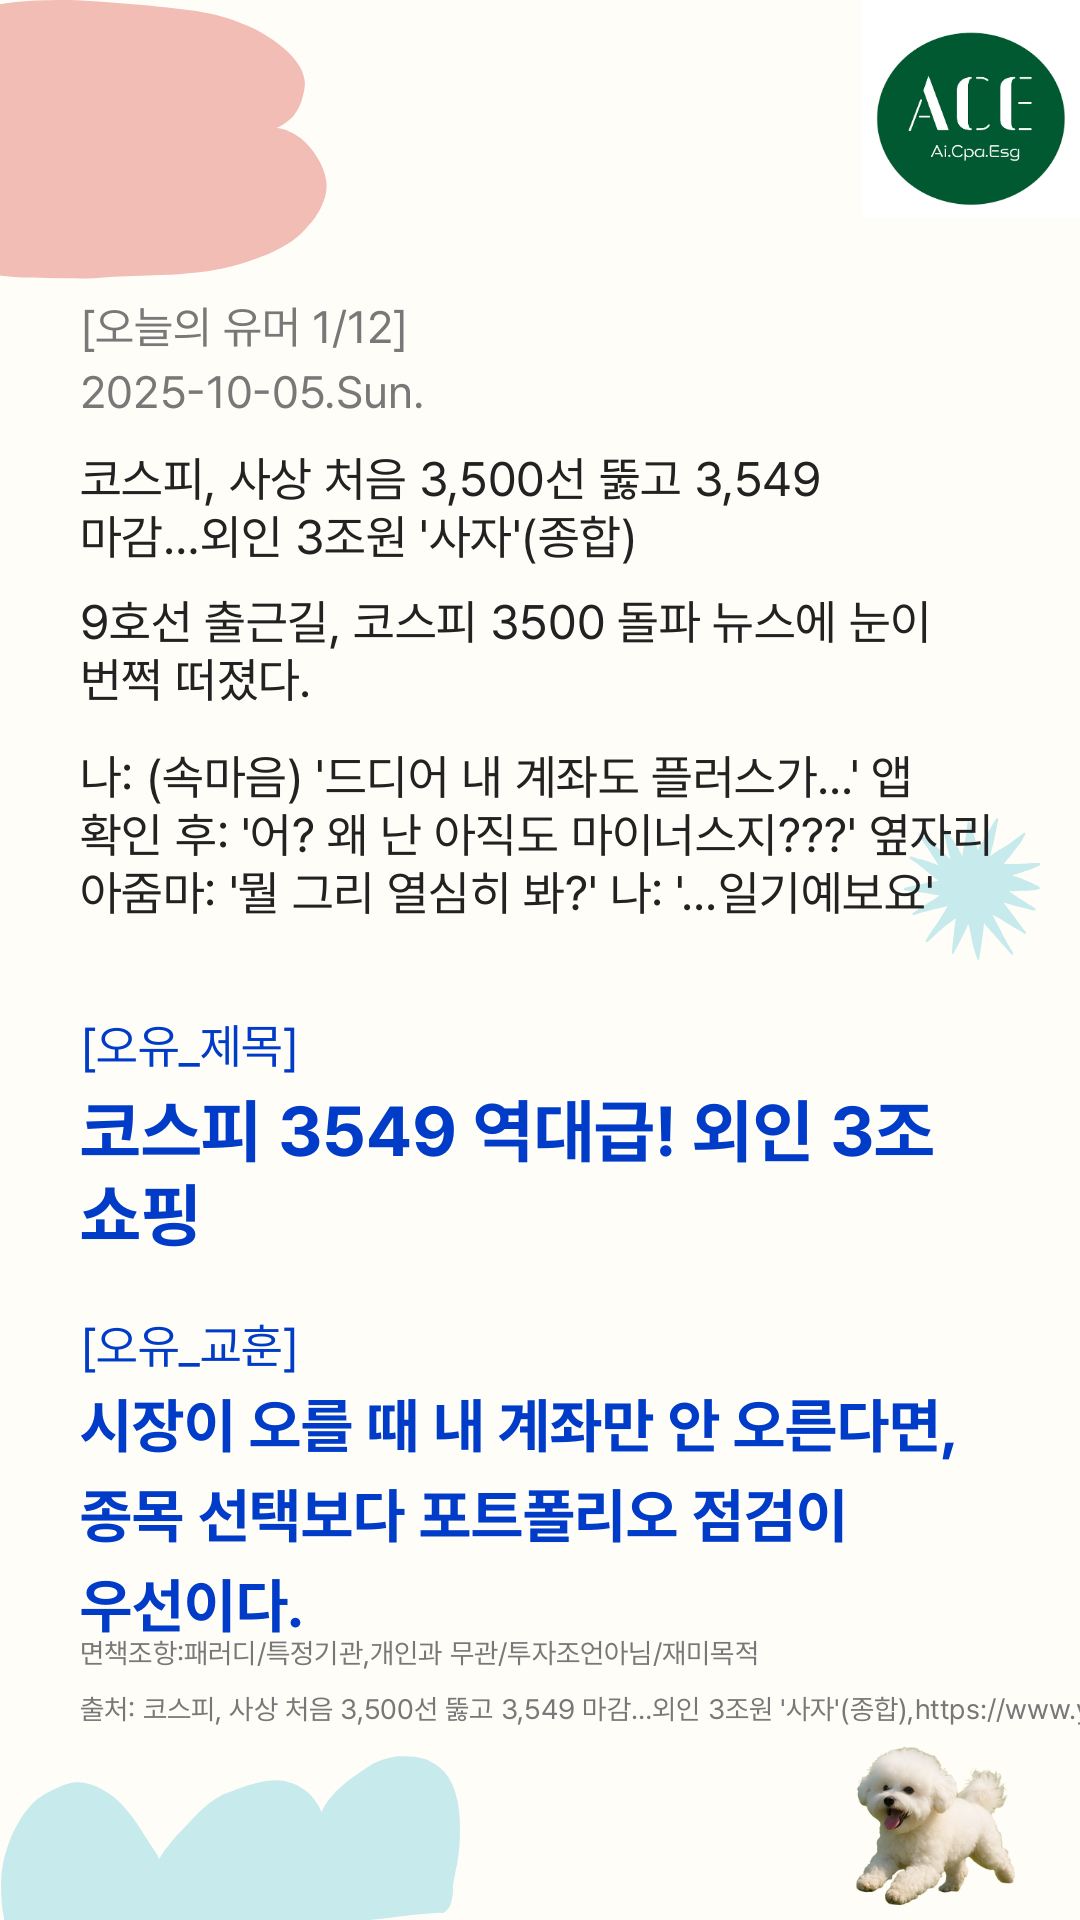 ACE
Ai.Cpa.Esg
[오늘의 유머 1/12]
2025-10-05.Sun.
코스피, 사상 처음 3,500선 뚫고 3,549
마감…외인 3조원 '사자'(종합)
9호선 출근길, 코스피 3500 돌파 뉴스에 눈이
번쩍 떠졌다.
나: (속마음) '드디어 내 계좌도 플러스가…' 앱
확인 후: '어? 왜 난 아직도 마이너스지???' 옆자리
아줌마: '뭘 그리 열심히 봐?' 나: '…일기예보요'
[오유_제목]
코스피 3549 역대급! 외인 3조
쇼핑
[오유_교훈]
시장이 오를 때 내 계좌만 안 오른다면,
종목 선택보다 포트폴리오 점검이
우선이다.
면책조항:패러디/특정기관,개인과 무관/투자조언아님/재미목적
출처: 코스피, 사상 처음 3,500선 뚫고 3,549 마감…외인 3조원 '사자'(종합),https://www.